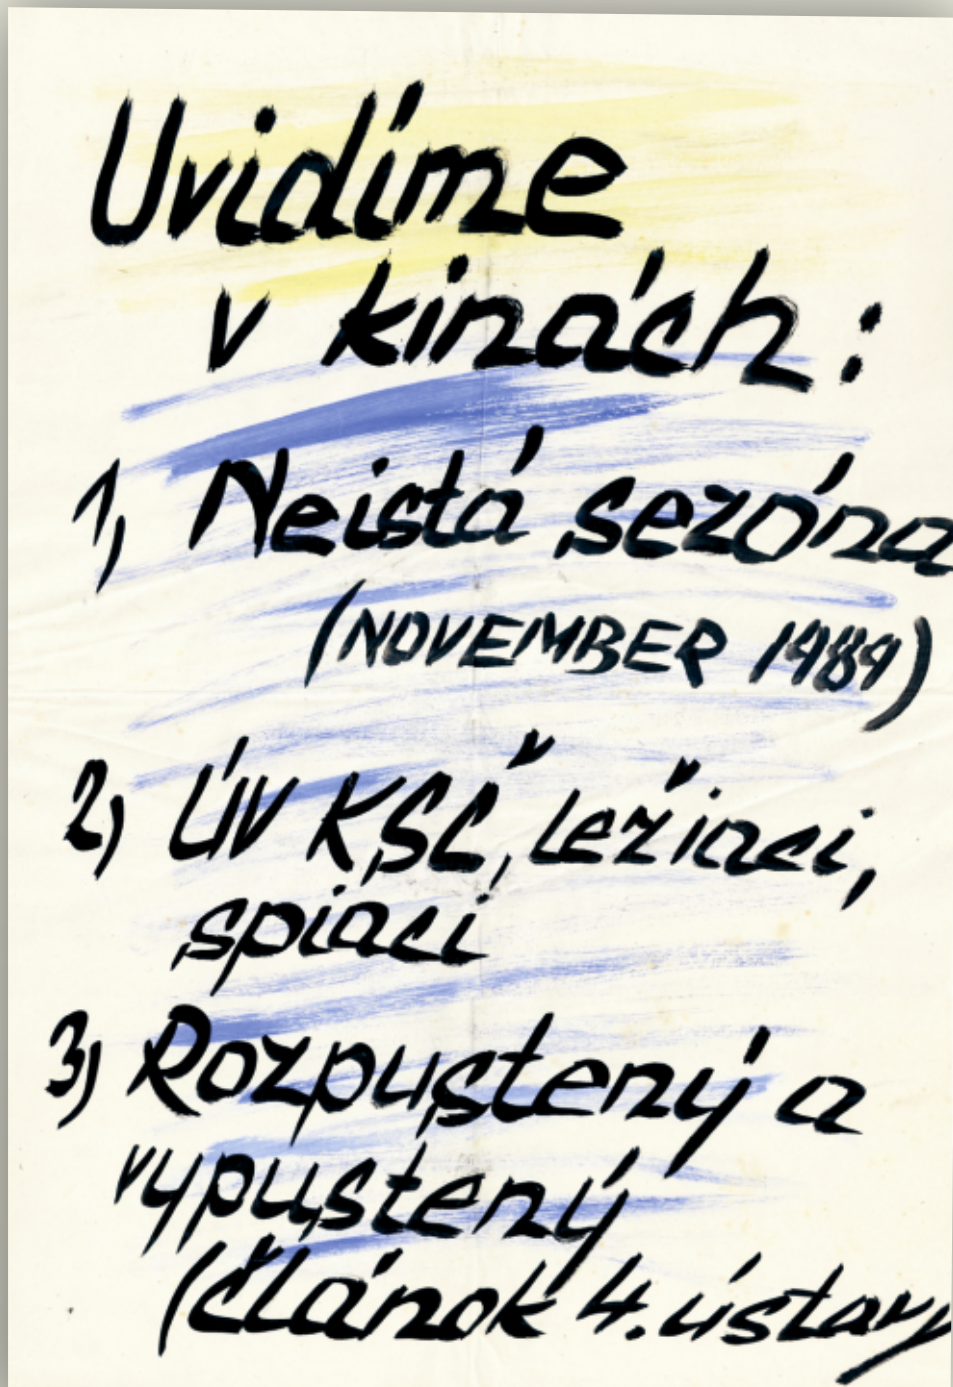 Uvidíme
v kinách:
1, Neistá sezóna
(NOVEMBER 1989)
2, ÚV KSČ, ležiaci,
spiaci
3, Rozpustený a
vypustený
(článok 4. ústavy